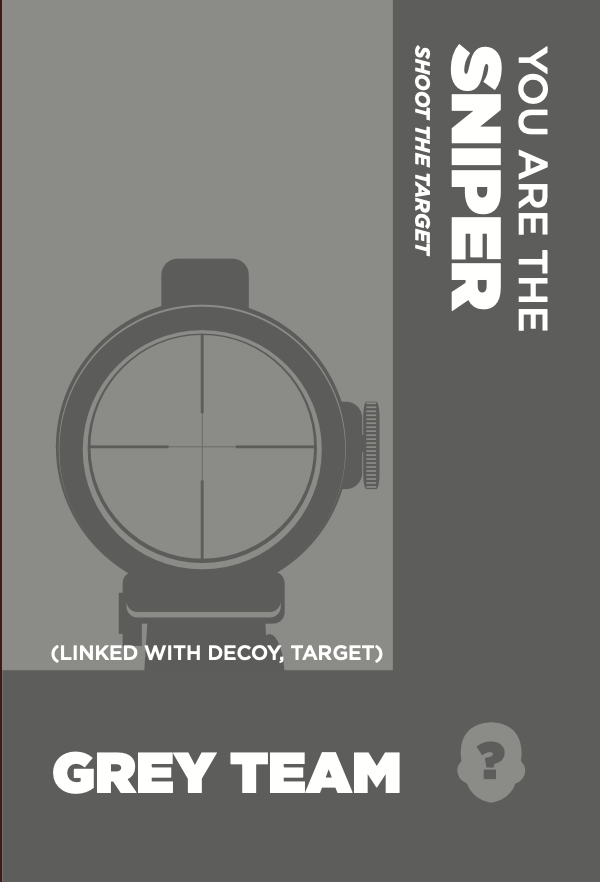 YOU ARE THE
SNIPER
SHOOT THE TARGET
(LINKED WITH DECOY, TARGET)
GREY TEAM
?